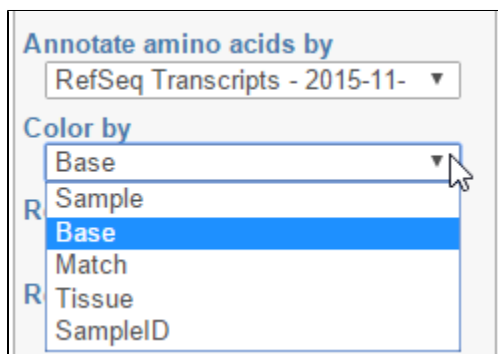 Annotate amino acids by
RefSeq Transcripts - 2015-11-
Color by
Base
Sample
Base
Match
Tissue
SampleID